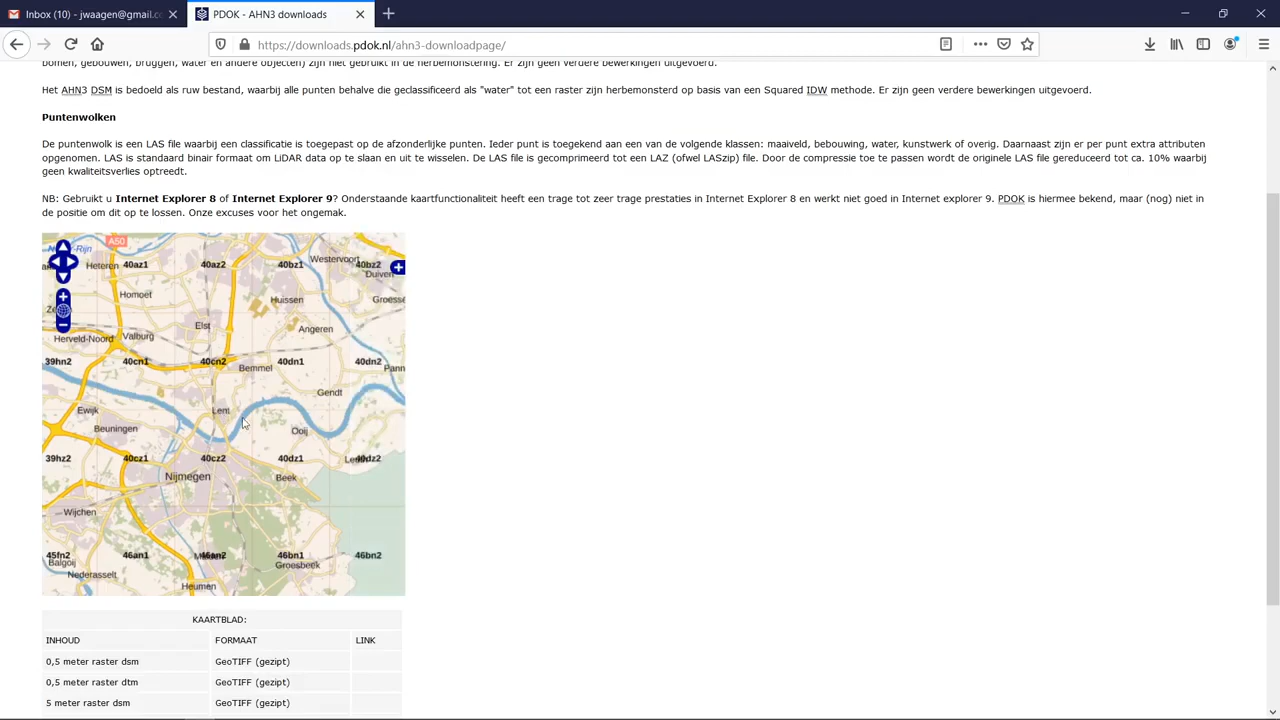 Inbox (10) - jwaagen@gmail.co
PDOK - AHN3 downloads
https://downloads.pdok.nl/ahn3-downloadpage/
bomen, gebouwen, bruggen, water en andere objecten) zijn niet gebruikt in de herbemonstering. Er zijn geen verdere bewerkingen uitgevoerd.
Het AHN3 DSM is bedoeld als ruw bestand, waarbij alle punten behalve die geclassificeerd als "water" tot een raster zijn herbemonsterd op basis van een Squared IDW methode. Er zijn geen verdere bewerkingen uitgevoerd.
Puntenwolken
De puntenwolk is een LAS file waarbij een classificatie is toegepast op de afzonderlijke punten. Ieder punt is toegekend aan een van de volgende klassen: maaiveld, bebouwing, water, kunstwerk of overig. Daarnaast zijn er per punt extra attributen
opgenomen. LAS is standaard binair formaat om LiDAR data op te slaan en uit te wisselen. De LAS file is gecomprimeerd tot een LAZ (ofwel LASzip) file. Door de compressie toe te passen wordt de originele LAS file gereduceerd tot ca. 10% waarbij
geen kwaliteitsverlies optreedt.
NB: Gebruikt u Internet Explorer 8 of Internet Explorer 9? Onderstaande kaartfunctionaliteit heeft een trage tot zeer trage prestaties in Internet Explorer 8 en werkt niet goed in Internet explorer 9. PDOK is hiermee bekend, maar (nog) niet in
de positie om dit op te lossen. Onze excuses voor het ongemak.
A50
Westervoort
Heteren 40az1 40az2 40bz1 40bz2
Duiven
Homoet Huissen Groesse
Elst Angeren
Herveld-Noord Valburg
39hn2 40cn1 40cn2 40dn1 40dn2
Bemmel Pann
Gendt
Ewijk Lent
Beuningen Ooij
39hz2 40cz1 40cz2 40dz1 40dz2
Nijmegen Beek
Wijchen
45fn2 46an1 46an2 46bn1 46bn2
Balgoij Groesbeek
Nederasselt
Heumen
KAARTBLAD:
INHOUD FORMAAT LINK
0,5 meter raster dsm GeoTIFF (gezipt)
0,5 meter raster dtm GeoTIFF (gezipt)
5 meter raster dsm GeoTIFF (gezipt)